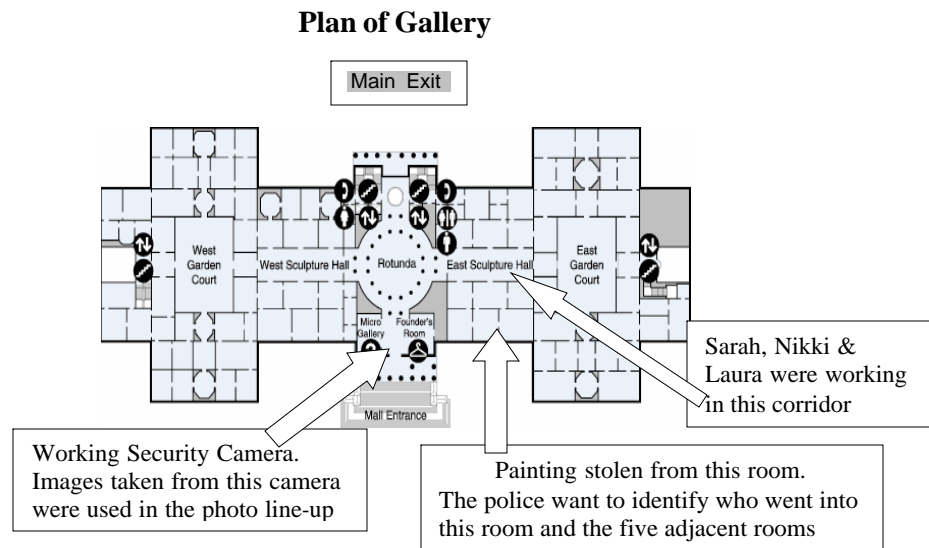 Plan of Gallery
Main Exit
West
Garden
Court
West Sculpture Hall
Rotunda
East Sculpture Hall
East
Garden
Court
Micro
Gallery
Founder's
Room
Mall Entrance
Sarah, Nikki &
Laura were working
in this corridor
Working Security Camera.
Images taken from this camera
were used in the photo line-up
Painting stolen from this room.
The police want to identify who went into
this room and the five adjacent rooms